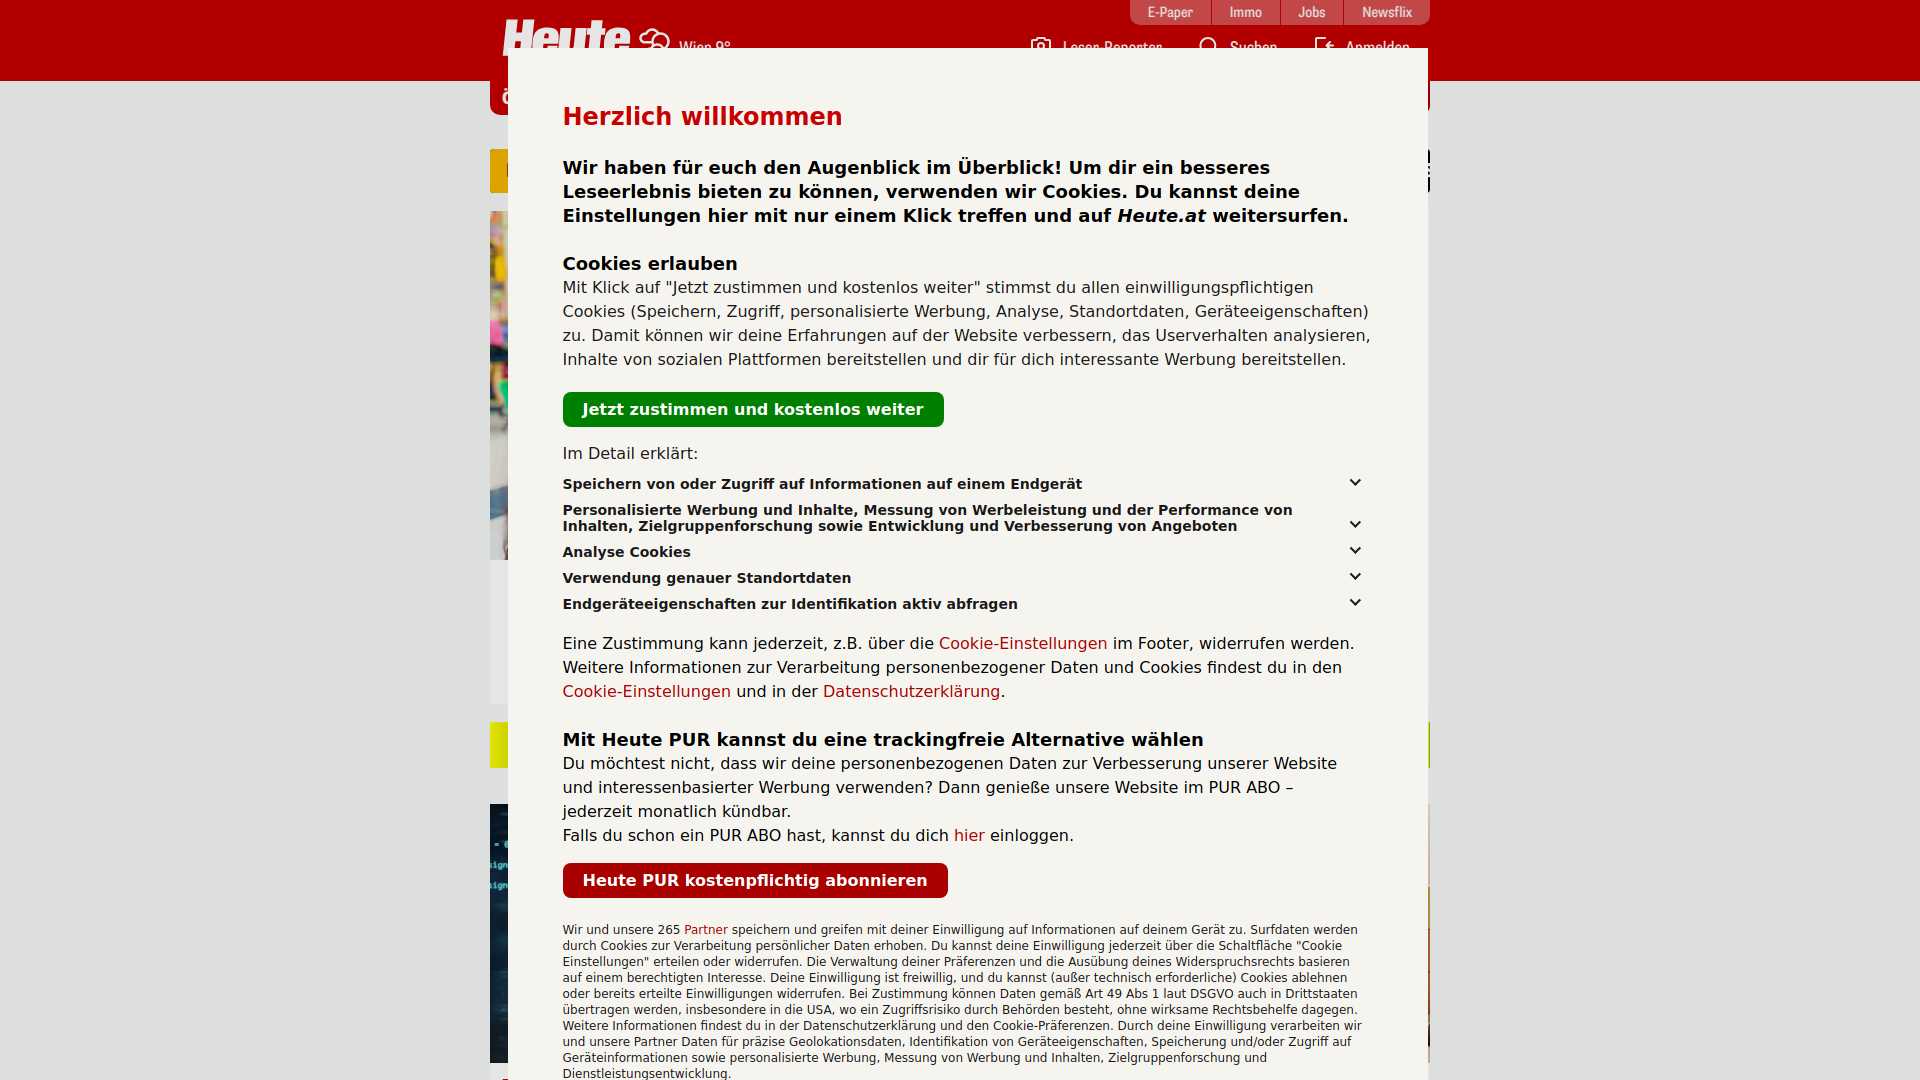 E-Paper
Immo
Jobs
Newsflix
Heute
Wien 9°
Leser-Reporter
Suchen
Anmelden
Herzlich willkommen
Wir haben für euch den Augenblick im Überblick! Um dir ein besseres
Leseerlebnis bieten zu können, verwenden wir Cookies. Du kannst deine
Einstellungen hier mit nur einem Klick treffen und auf Heute.at weitersurfen.
Cookies erlauben
Mit Klick auf "Jetzt zustimmen und kostenlos weiter" stimmst du allen einwilligungspflichtigen
Cookies (Speichern, Zugriff, personalisierte Werbung, Analyse, Standortdaten, Geräteeigenschaften)
zu. Damit können wir deine Erfahrungen auf der Website verbessern, das Userverhalten analysieren,
Inhalte von sozialen Plattformen bereitstellen und dir für dich interessante Werbung bereitstellen.
Jetzt zustimmen und kostenlos weiter
Im Detail erklärt:
Speichern von oder Zugriff auf Informationen auf einem Endgerät
Personalisierte Werbung und Inhalte, Messung von Werbeleistung und der Performance von
Inhalten, Zielgruppenforschung sowie Entwicklung und Verbesserung von Angeboten
Analyse Cookies
Verwendung genauer Standortdaten
Endgeräteeigenschaften zur Identifikation aktiv abfragen
Eine Zustimmung kann jederzeit, z.B. über die Cookie-Einstellungen im Footer, widerrufen werden.
Weitere Informationen zur Verarbeitung personenbezogener Daten und Cookies findest du in den
Cookie-Einstellungen und in der Datenschutzerklärung.
Mit Heute PUR kannst du eine trackingfreie Alternative wählen
Du möchtest nicht, dass wir deine personenbezogenen Daten zur Verbesserung unserer Website
und interessenbasierter Werbung verwenden? Dann genieße unsere Website im PUR ABO –
jederzeit monatlich kündbar.
Falls du schon ein PUR ABO hast, kannst du dich hier einloggen.
Heute PUR kostenpflichtig abonnieren
Wir und unsere 265 Partner speichern und greifen mit deiner Einwilligung auf Informationen auf deinem Gerät zu. Surfdaten werden
durch Cookies zur Verarbeitung persönlicher Daten erhoben. Du kannst deine Einwilligung jederzeit über die Schaltfläche "Cookie
Einstellungen" erteilen oder widerrufen. Die Verwaltung deiner Präferenzen und die Ausübung deines Widerspruchsrechts basieren
auf einem berechtigten Interesse. Deine Einwilligung ist freiwillig, und du kannst (außer technisch erforderliche) Cookies ablehnen
oder bereits erteilte Einwilligungen widerrufen. Bei Zustimmung können Daten gemäß Art 49 Abs 1 laut DSGVO auch in Drittstaaten
übertragen werden, insbesondere in die USA, wo ein Zugriffsrisiko durch Behörden besteht, ohne wirksame Rechtsbehelfe dagegen.
Weitere Informationen findest du in der Datenschutzerklärung und den Cookie-Präferenzen. Durch deine Einwilligung verarbeiten wir
und unsere Partner Daten für präzise Geolokationsdaten, Identifikation von Geräteeigenschaften, Speicherung und/oder Zugriff auf
Geräteinformationen sowie personalisierte Werbung, Messung von Werbung und Inhalten, Zielgruppenforschung und
Dienstleistungsentwicklung.